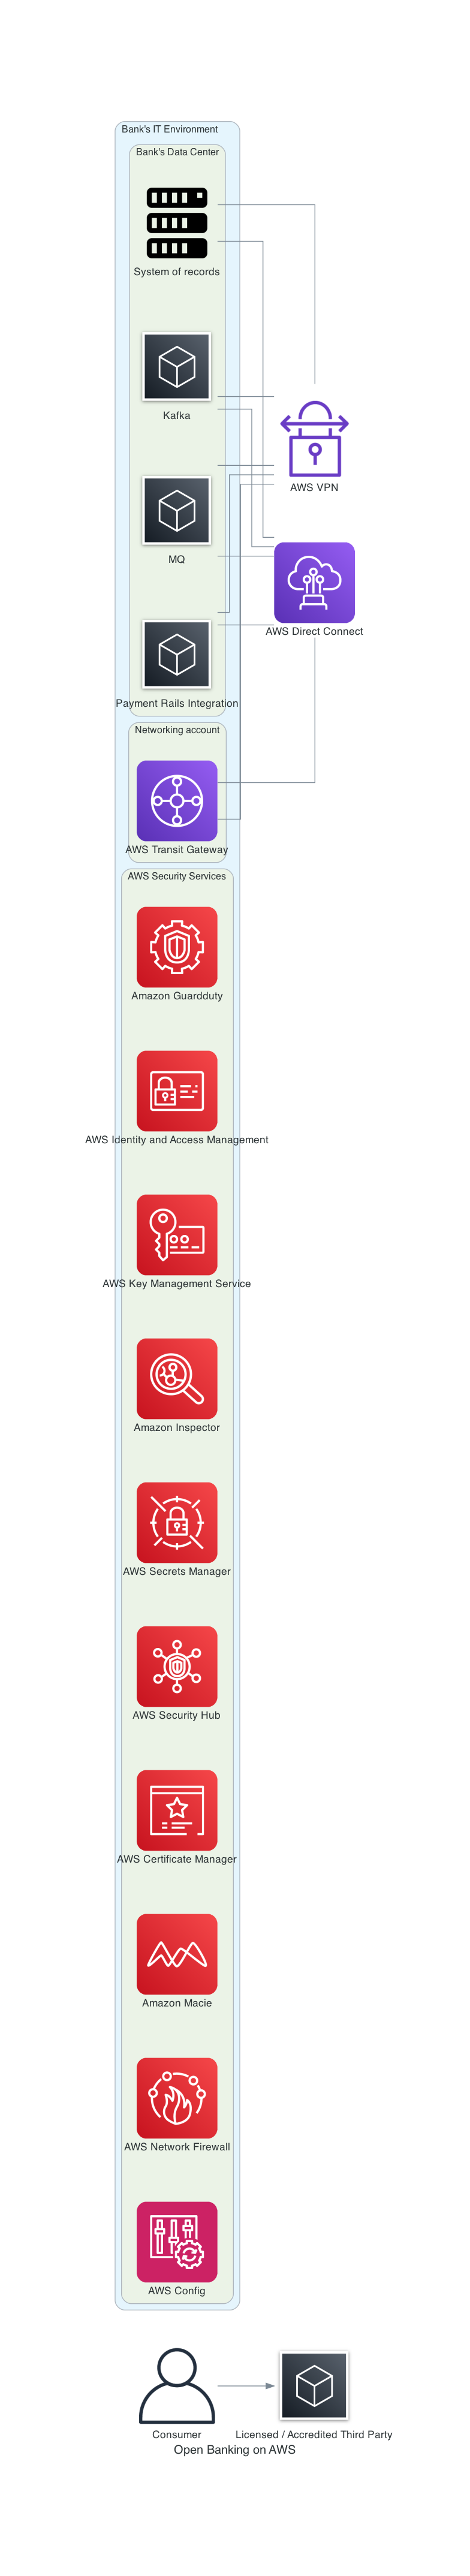 Bank's IT Environment
Bank's Data Center
System of records
Kafka
AWS VPN
MQ
AWS Direct Connect
Payment Rails Integration
Networking account
AWS Transit Gateway
AWS Security Services
Amazon Guardduty
AWS Identity and Access Management
AWS Key Management Service
Amazon Inspector
AWS Secrets Manager
AWS Security Hub
AWS Certificate Manager
Amazon Macie
AWS Network Firewall
AWS Config
Consumer
Licensed / Accredited Third Party
Open Banking on AWS